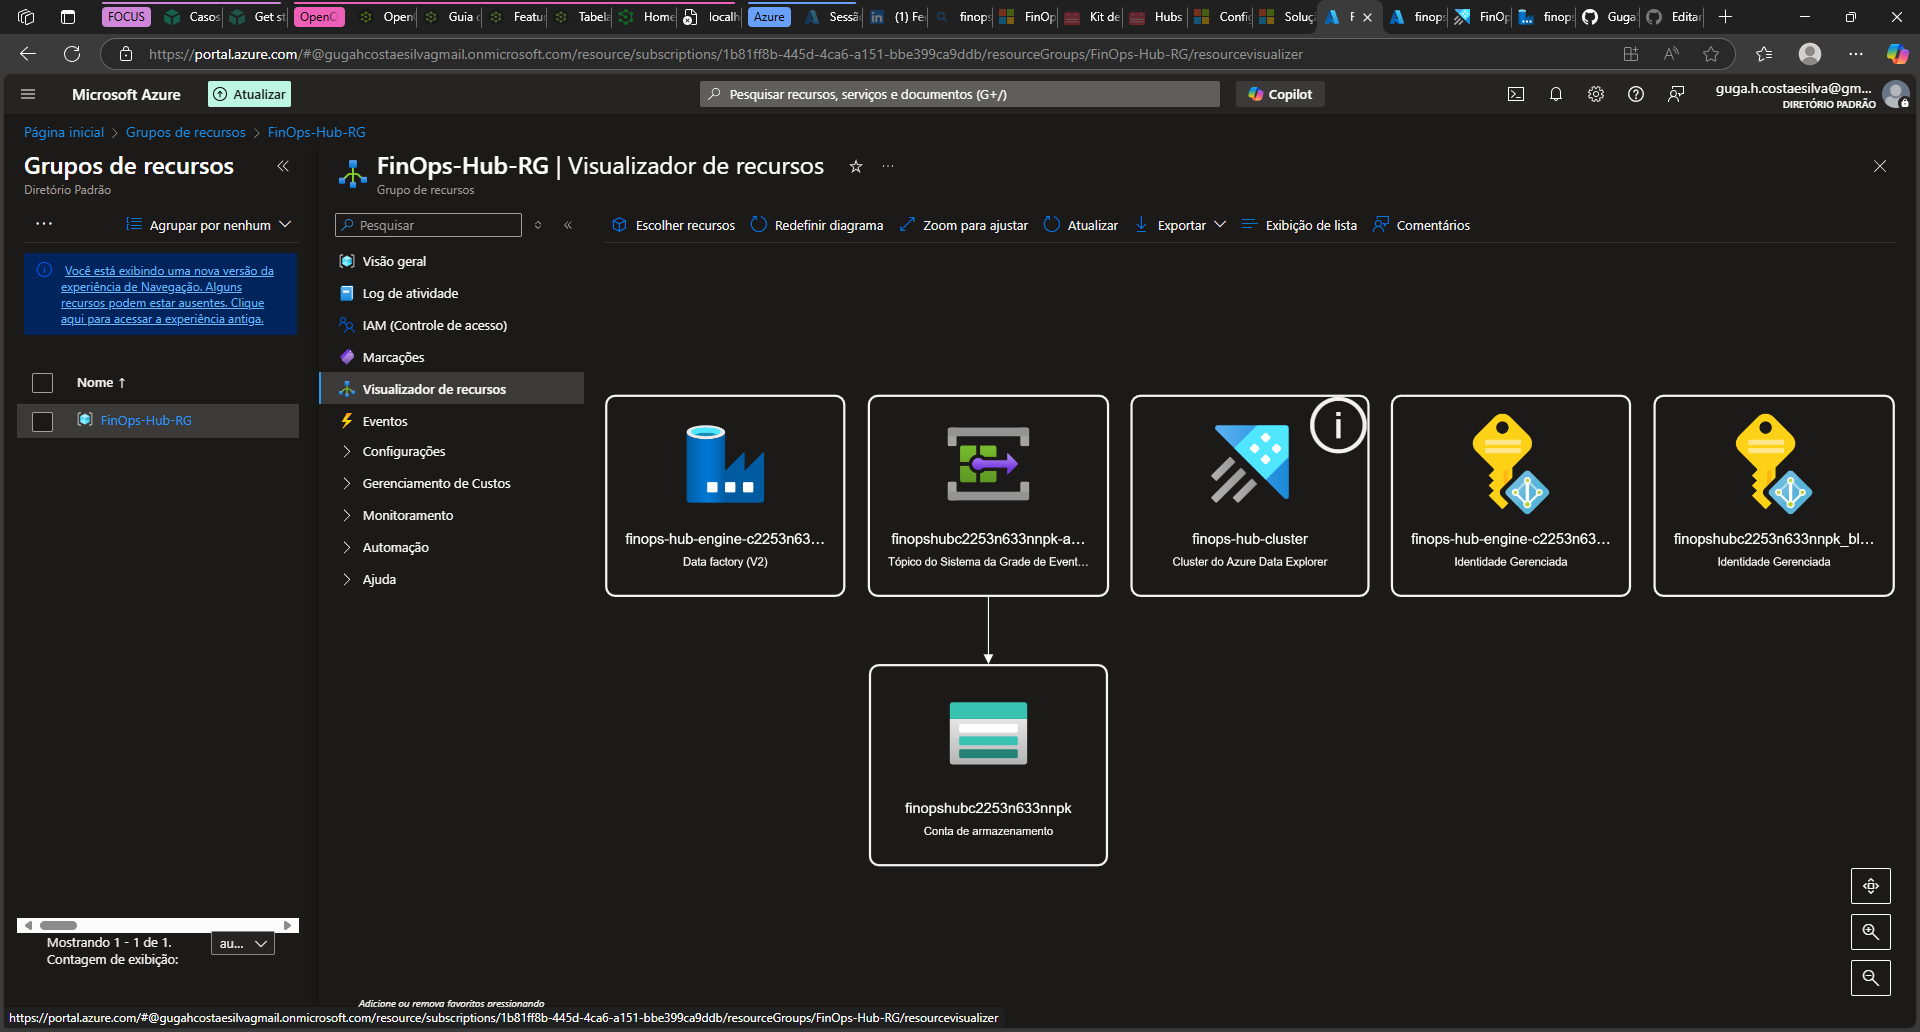 FOCUS
Casos
Get st
OpenC
Open
Guia c
Featu
Tabela
Home
localh
Azure
Sessã
(1) Fe
finops
FinOp
Kit de
Hubs
Config
Soluç
F
finops
FinOp
finop
Guga
Editar
https://portal.azure.com/#@gugahcostaesilvagmail.onmicrosoft.com/resource/subscriptions/1b81ff8b-445d-4ca6-a151-bbe399ca9ddb/resourceGroups/FinOps-Hub-RG/resourcevisualizer
Microsoft Azure
Atualizar
Pesquisar recursos, serviços e documentos (G+/)
Copilot
guga.h.costaesilva@gm...
DIRETÓRIO PADRÃO
Página inicial > Grupos de recursos > FinOps-Hub-RG
Grupos de recursos
Diretório Padrão
Agrupar por nenhum
Você está exibindo uma nova versão da
experiência de Navegação. Alguns
recursos podem estar ausentes. Clique
aqui para acessar a experiência antiga.
Nome ↑
FinOps-Hub-RG
Mostrando 1 - 1 de 1.
Contagem de exibição:
au...
FinOps-Hub-RG | Visualizador de recursos
Grupo de recursos
Pesquisar
Visão geral
Log de atividade
IAM (Controle de acesso)
Marcações
Visualizador de recursos
Eventos
Configurações
Gerenciamento de Custos
Monitoramento
Automação
Ajuda
Adicione ou remova favoritos pressionando
Escolher recursos
Redefinir diagrama
Zoom para ajustar
Atualizar
Exportar
Exibição de lista
Comentários
finops-hub-engine-c2253n63...
Data factory (V2)
finopshubc2253n633nnpk-a...
Tópico do Sistema da Grade de Event...
finops-hub-cluster
Cluster do Azure Data Explorer
finops-hub-engine-c2253n63...
Identidade Gerenciada
finopshubc2253n633nnpk_bl...
Identidade Gerenciada
finopshubc2253n633nnpk
Conta de armazenamento
https://portal.azure.com/#@gugahcostaesilvagmail.onmicrosoft.com/resource/subscriptions/1b81ff8b-445d-4ca6-a151-bbe399ca9ddb/resourceGroups/FinOps-Hub-RG/resourcevisualizer